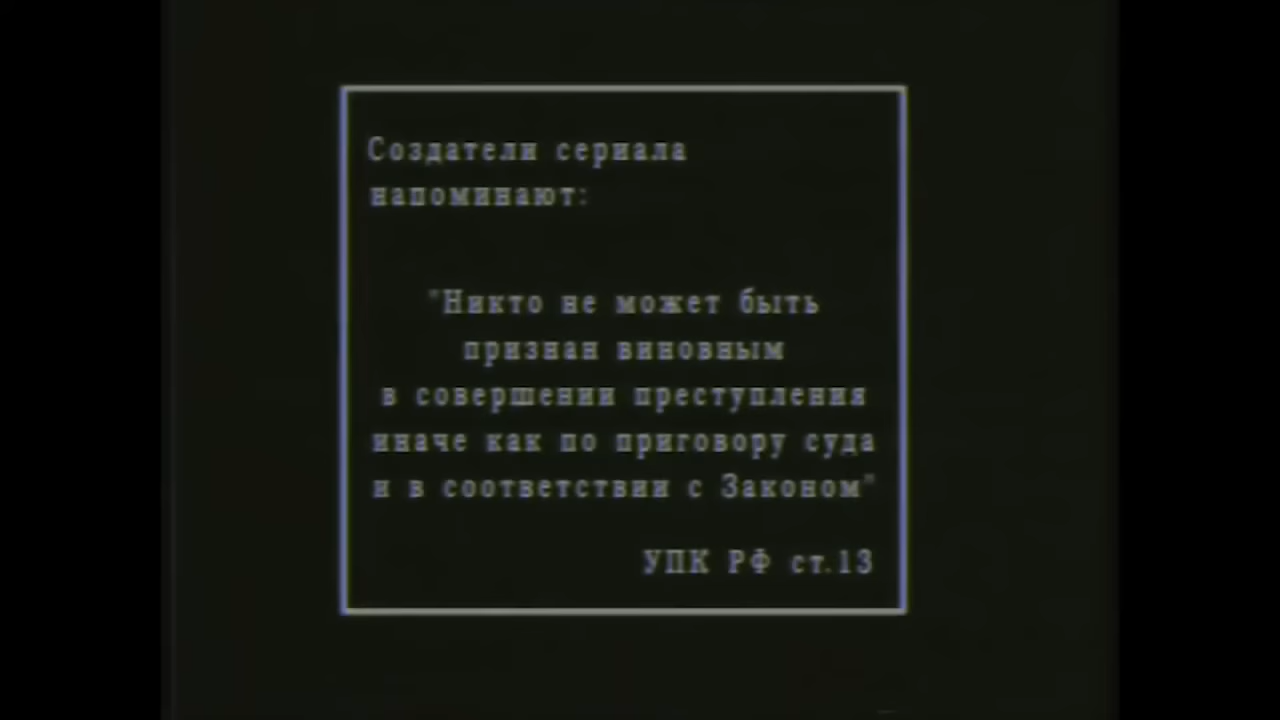 Создатели сериала
напоминают:
"Никто не может быть
признан виновным
в совершении преступления
иначе как по приговору суда
и в соответствии с Законом"
УПК РФ ст.13